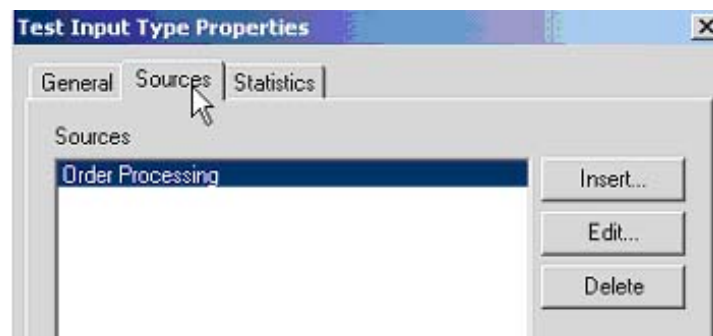 Test Input Type Properties
General Sources Statistics
Sources
Order Processing
Insert...
Edit...
Delete